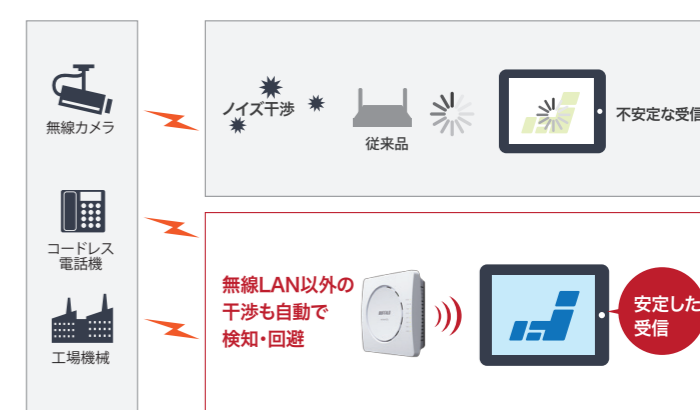 無線カメラ
コードレス
電話機
工場機械
ノイズ干渉
従来品
不安定な受信
無線LAN以外の
干渉も自動で
検知・回避
BUFFALO
安定した
受信